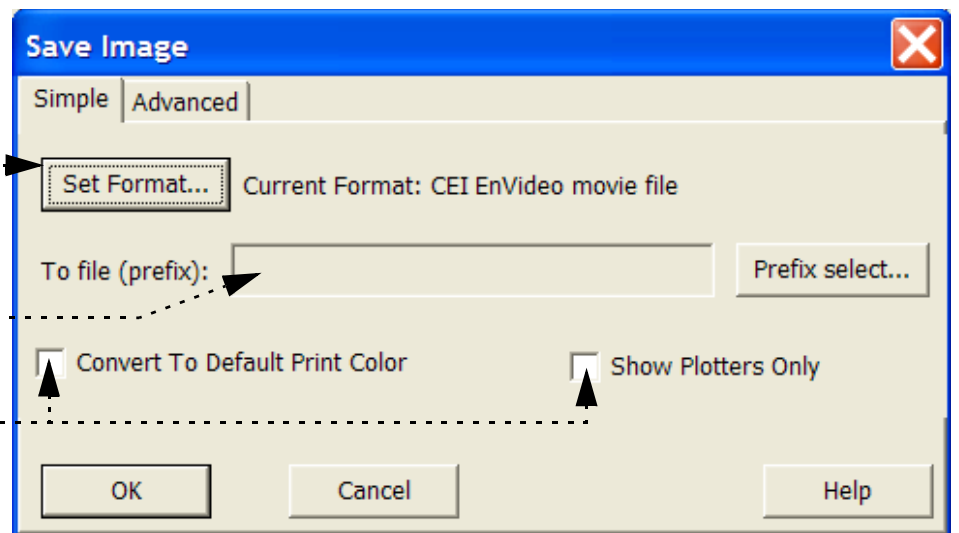 Save Image
Simple Advanced
Set Format... Current Format: CEI EnVideo movie file
To file (prefix): Prefix select...
Convert To Default Print Color Show Plotters Only
OK Cancel Help